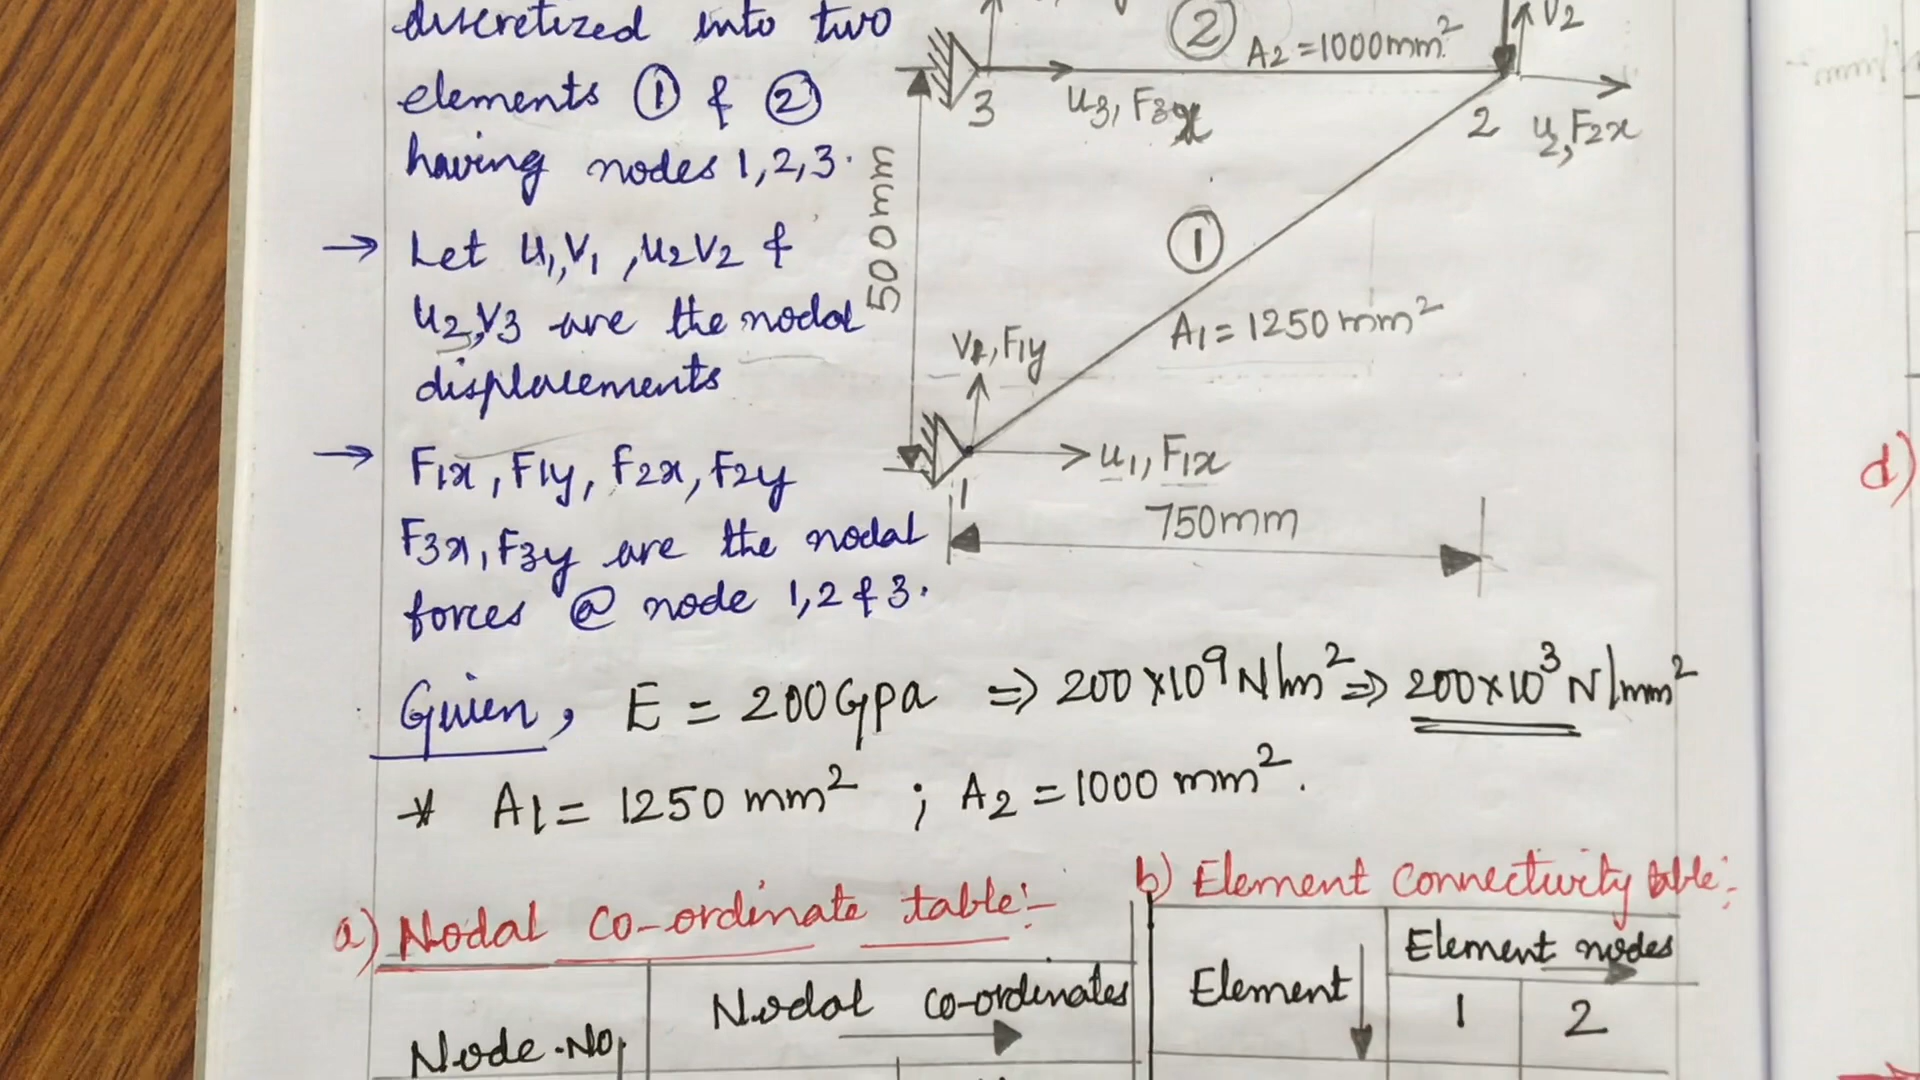 discretized into two
elements ① & ②
having nodes 1,2,3.
→ Let u1,V1 ,u2V2 &
u2,V3 are the nodal
displacements
→ F1x, F1y, F2x, F2y
F3x, F3y are the nodal
forces @ node 1,2 & 3.
② A2 = 1000mm²
V2
3
u3, F3x
2
u2, F2x
500mm
①
A1 = 1250 mm²
V1, F1y
u1, F1x
1
750mm
Given, E = 200Gpa => 200 x 10⁹ N/m² => 200x10³ N/mm²
* A1 = 1250 mm² ; A2 = 1000 mm².
a) Nodal Co-ordinate table:-
Node.No.
Nodal co-ordinates
b) Element Connectivity table:-
Element
Element nodes
1 2
d)